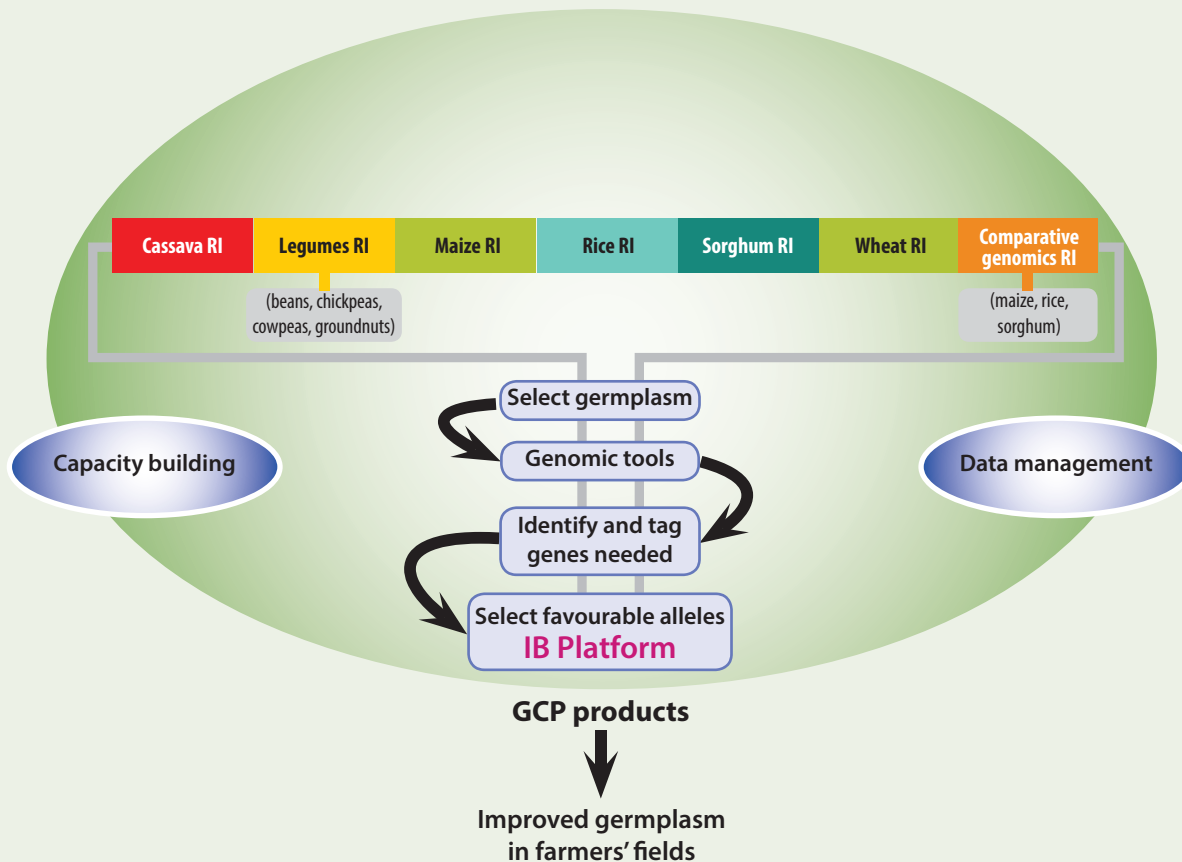 Cassava RI
Legumes RI
Maize RI
Rice RI
Sorghum RI
Wheat RI
Comparative
genomics RI
(beans, chickpeas,
cowpeas, groundnuts)
(maize, rice,
sorghum)
Select germplasm
Genomic tools
Identify and tag
genes needed
Select favourable alleles
IB Platform
Capacity building
Data management
GCP products
Improved germplasm
in farmers’ fields